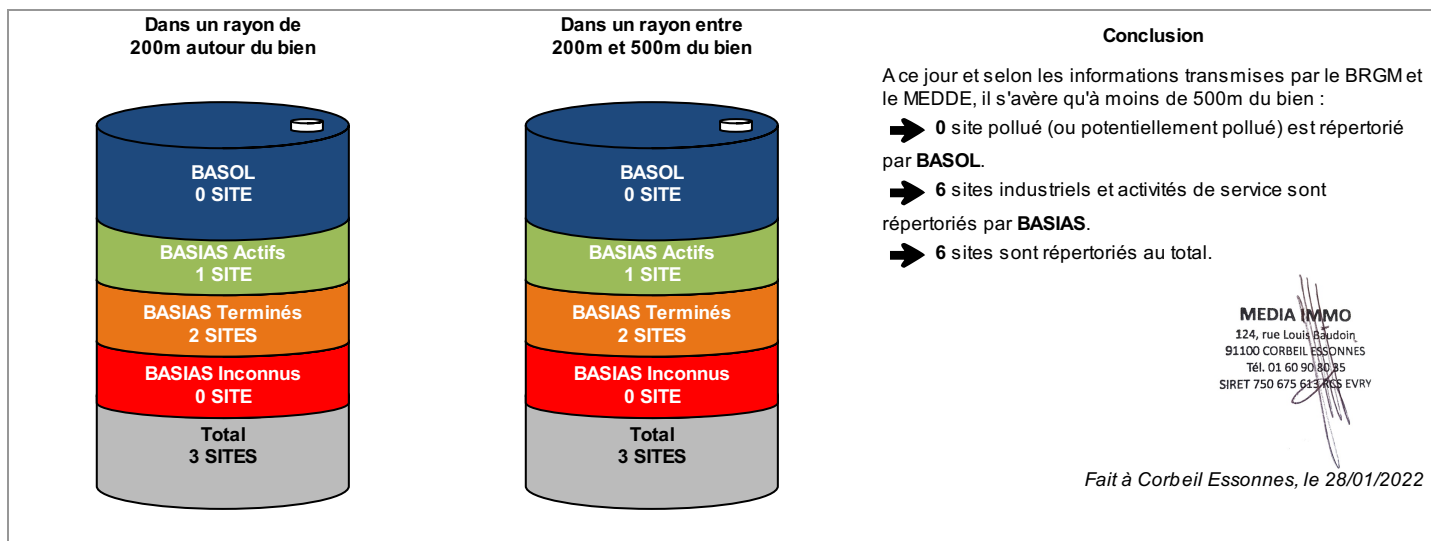 Dans un rayon de
200m autour du bien
BASOL
0 SITE
BASIAS Actifs
1 SITE
BASIAS Terminés
2 SITES
BASIAS Inconnus
0 SITE
Total
3 SITES
Dans un rayon entre
200m et 500m du bien
BASOL
0 SITE
BASIAS Actifs
1 SITE
BASIAS Terminés
2 SITES
BASIAS Inconnus
0 SITE
Total
3 SITES
Conclusion
A ce jour et selon les informations transmises par le BRGM et
le MEDDE, il s'avère qu'à moins de 500m du bien :
0 site pollué (ou potentiellement pollué) est répertorié
par BASOL.
6 sites industriels et activités de service sont
répertoriés par BASIAS.
6 sites sont répertoriés au total.
MEDIA IMMO
124, rue Louis Baudoin
91100 CORBEIL ESSONNES
Tél. 01 60 90 80 85
SIRET 750 675 613 RCS EVRY
Fait à Corbeil Essonnes, le 28/01/2022